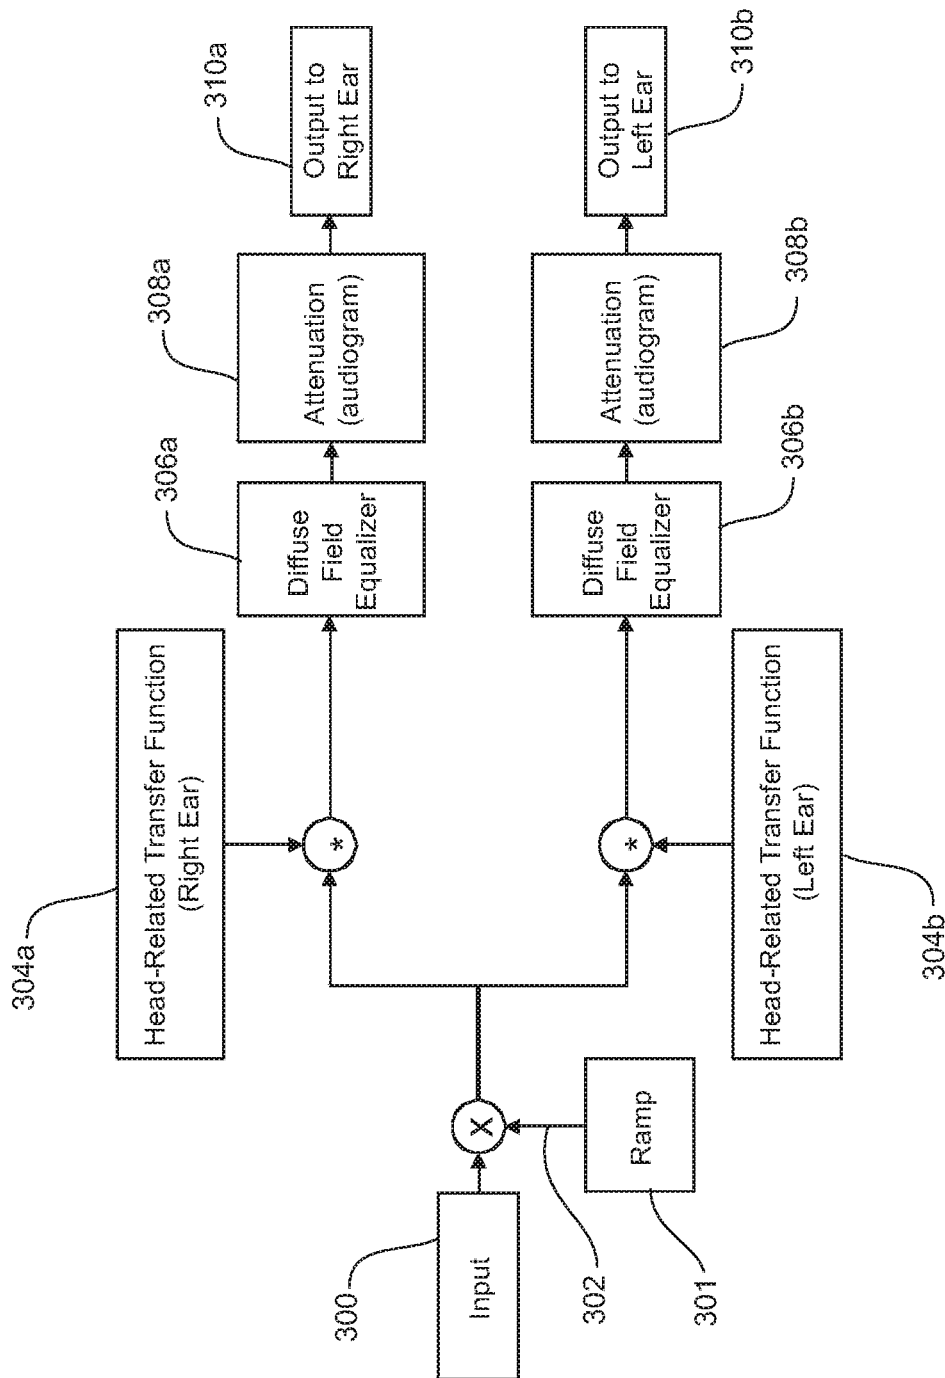 300
Input
302
Ramp
301
X
304a
Head-Related Transfer Function
(Right Ear)
*
306a
Diffuse
Field
Equalizer
308a
Attenuation
(audiogram)
310a
Output to
Right Ear
*
Head-Related Transfer Function
(Left Ear)
304b
Diffuse
Field
Equalizer
306b
Attenuation
(audiogram)
308b
Output to
Left Ear
310b